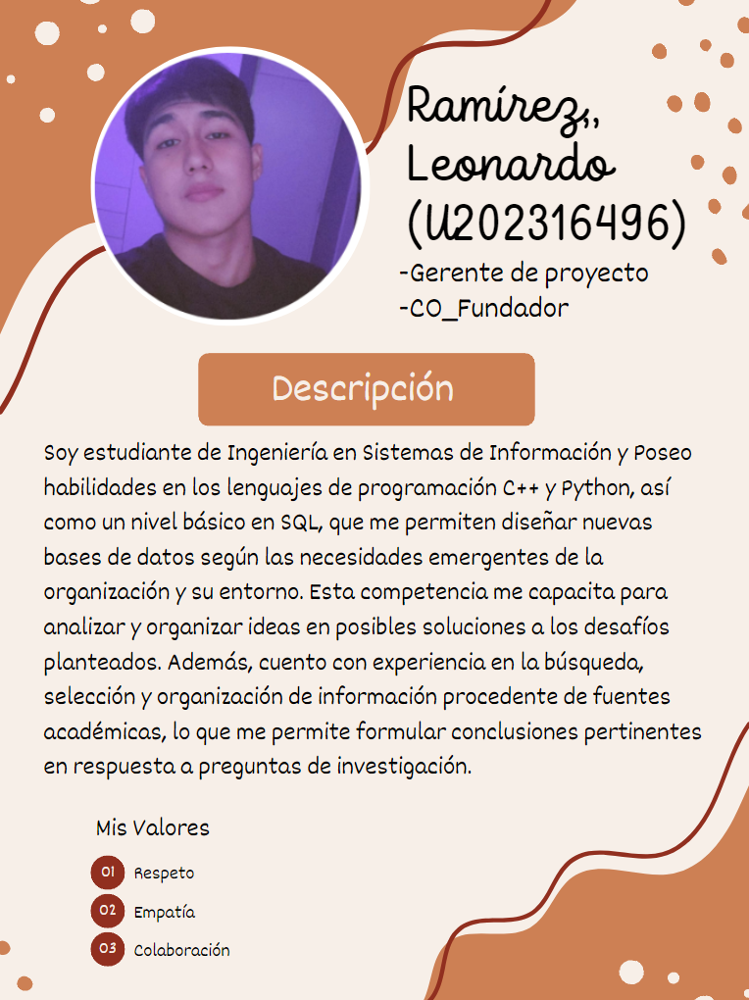 Ramírez,,
Leonardo
(U202316496)
-Gerente de proyecto
-CO_Fundador
Descripción
Soy estudiante de Ingeniería en Sistemas de Información y Poseo
habilidades en los lenguajes de programación C++ y Python, así
como un nivel básico en SQL, que me permiten diseñar nuevas
bases de datos según las necesidades emergentes de la
organización y su entorno. Esta competencia me capacita para
analizar y organizar ideas en posibles soluciones a los desafíos
planteados. Además, cuento con experiencia en la búsqueda,
selección y organización de información procedente de fuentes
académicas, lo que me permite formular conclusiones pertinentes
en respuesta a preguntas de investigación.
Mis Valores
01 Respeto
02 Empatía
03 Colaboración